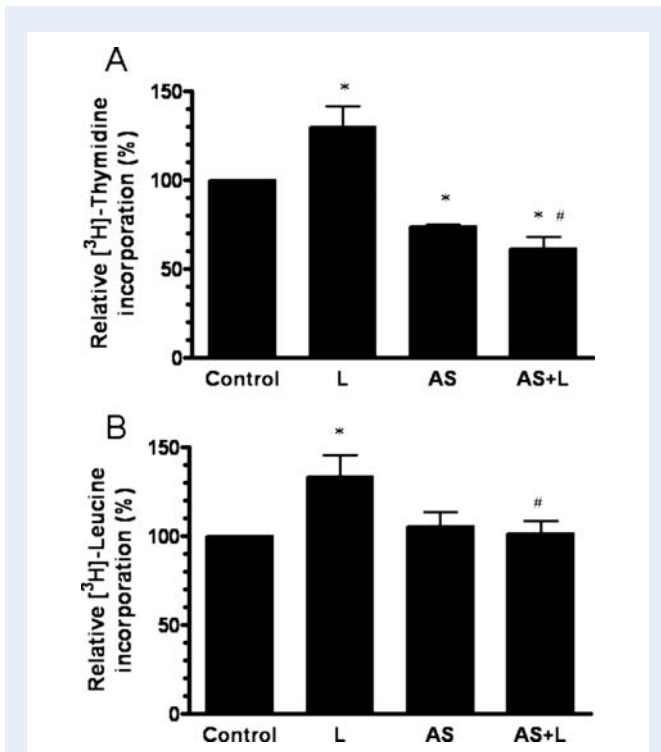 A
Relative [³H]-Thymidine
incorporation (%)
150
100
50
0
*
*
* #
Control L AS AS+L
B
Relative [³H]-Leucine
incorporation (%)
150
100
50
0
*
#
Control L AS AS+L